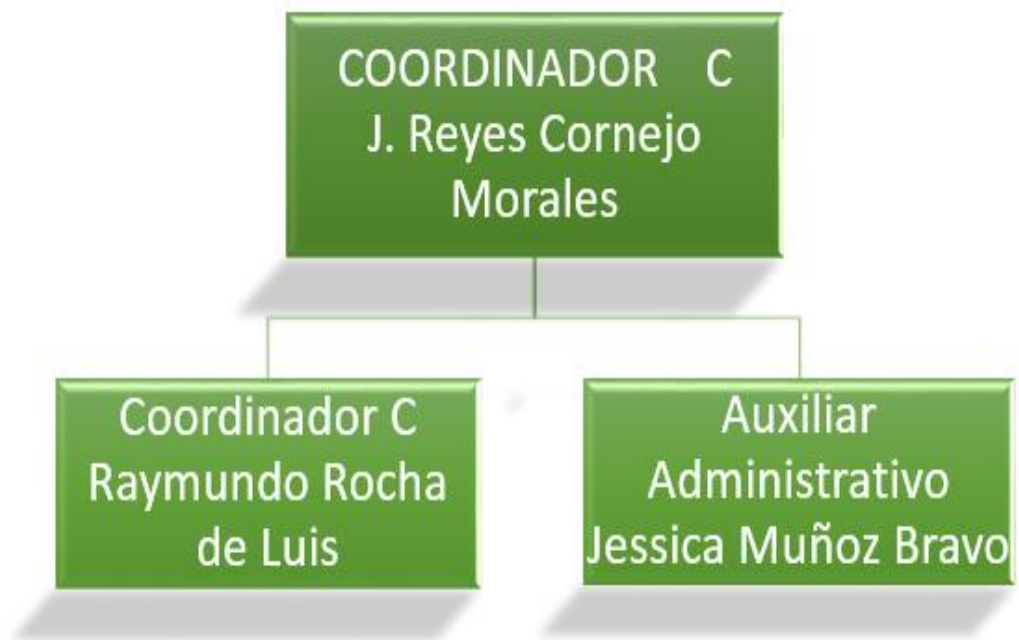 COORDINADOR C
J. Reyes Cornejo
Morales
Coordinador C
Raymundo Rocha
de Luis
Auxiliar
Administrativo
Jessica Muñoz Bravo